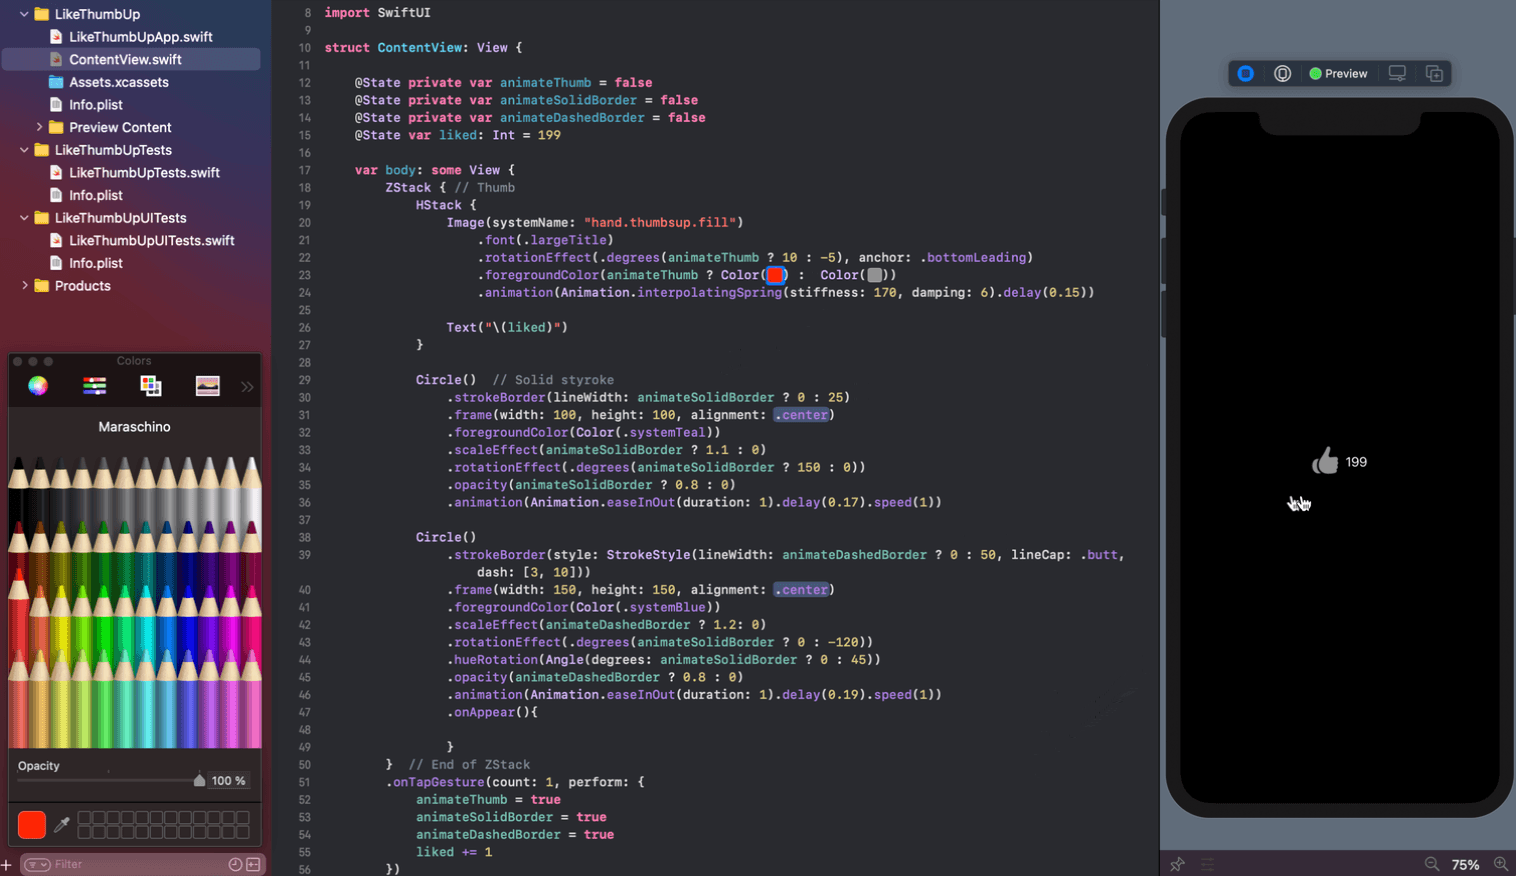 LikeThumbUp
LikeThumbUpApp.swift
ContentView.swift
Assets.xcassets
Info.plist
Preview Content
LikeThumbUpTests
LikeThumbUpTests.swift
Info.plist
LikeThumbUpUITests
LikeThumbUpUITests.swift
Info.plist
Products
Colors
Maraschino
Opacity
100 %
Filter
8 import SwiftUI
9
10 struct ContentView: View {
11
12 @State private var animateThumb = false
13 @State private var animateSolidBorder = false
14 @State private var animateDashedBorder = false
15 @State var liked: Int = 199
16
17 var body: some View {
18 ZStack { // Thumb
19 HStack {
20 Image(systemName: "hand.thumbsup.fill")
21 .font(.largeTitle)
22 .rotationEffect(.degrees(animateThumb ? 10 : -5), anchor: .bottomLeading)
23 .foregroundColor(animateThumb ? Color( ) : Color( ))
24 .animation(Animation.interpolatingSpring(stiffness: 170, damping: 6).delay(0.15))
25
26 Text("\(liked)")
27 }
28
29 Circle() // Solid styroke
30 .strokeBorder(lineWidth: animateSolidBorder ? 0 : 25)
31 .frame(width: 100, height: 100, alignment: .center)
32 .foregroundColor(Color(.systemTeal))
33 .scaleEffect(animateSolidBorder ? 1.1 : 0)
34 .rotationEffect(.degrees(animateSolidBorder ? 150 : 0))
35 .opacity(animateSolidBorder ? 0.8 : 0)
36 .animation(Animation.easeInOut(duration: 1).delay(0.17).speed(1))
37
38 Circle()
39 .strokeBorder(style: StrokeStyle(lineWidth: animateDashedBorder ? 0 : 50, lineCap: .butt,
dash: [3, 10]))
40 .frame(width: 150, height: 150, alignment: .center)
41 .foregroundColor(Color(.systemBlue))
42 .scaleEffect(animateDashedBorder ? 1.2: 0)
43 .rotationEffect(.degrees(animateSolidBorder ? 0 : -120))
44 .hueRotation(Angle(degrees: animateSolidBorder ? 0 : 45))
45 .opacity(animateDashedBorder ? 0.8 : 0)
46 .animation(Animation.easeInOut(duration: 1).delay(0.19).speed(1))
47 .onAppear(){
48
49 }
50 } // End of ZStack
51 .onTapGesture(count: 1, perform: {
52 animateThumb = true
53 animateSolidBorder = true
54 animateDashedBorder = true
55 liked += 1
56 })
Preview
199
75%